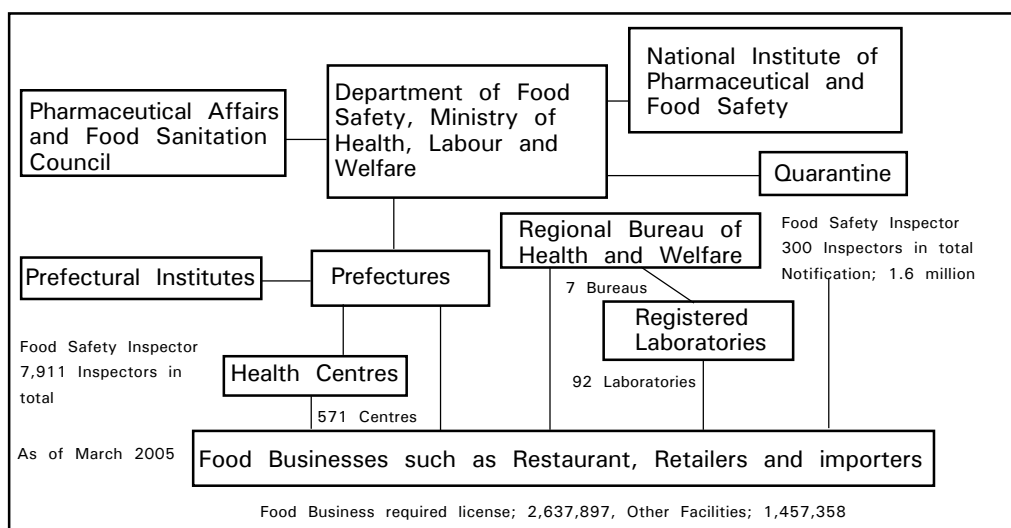 National Institute of
Pharmaceutical and
Food Safety
Department of Food
Safety, Ministry of
Health, Labour and
Welfare
Pharmaceutical Affairs
and Food Sanitation
Council
Quarantine
Regional Bureau of
Health and Welfare
Food Safety Inspector
300 Inspectors in total
Notification; 1.6 million
Prefectural Institutes
Prefectures
7 Bureaus
Registered
Laboratories
Food Safety Inspector
7,911 Inspectors in
total
Health Centres
92 Laboratories
571 Centres
As of March 2005
Food Businesses such as Restaurant, Retailers and importers
Food Business required license; 2,637,897, Other Facilities; 1,457,358